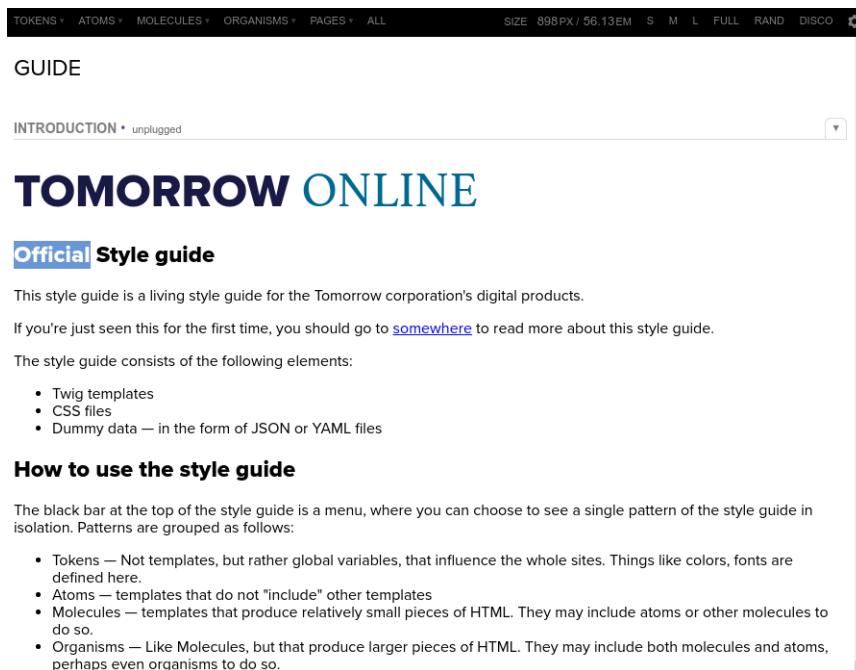 TOKENS ▾ ATOMS ▾ MOLECULES ▾ ORGANISMS ▾ PAGES ▾ ALL SIZE 898PX / 56.13EM S M L FULL RAND DISCO
GUIDE
INTRODUCTION • unplugged ▾
TOMORROW ONLINE
Official Style guide
This style guide is a living style guide for the Tomorrow corporation's digital products.
If you're just seen this for the first time, you should go to somewhere to read more about this style guide.
The style guide consists of the following elements:
• Twig templates
• CSS files
• Dummy data — in the form of JSON or YAML files
How to use the style guide
The black bar at the top of the style guide is a menu, where you can choose to see a single pattern of the style guide in
isolation. Patterns are grouped as follows:
• Tokens — Not templates, but rather global variables, that influence the whole sites. Things like colors, fonts are
defined here.
• Atoms — templates that do not "include" other templates
• Molecules — templates that produce relatively small pieces of HTML. They may include atoms or other molecules to
do so.
• Organisms — Like Molecules, but that produce larger pieces of HTML. They may include both molecules and atoms,
perhaps even organisms to do so.